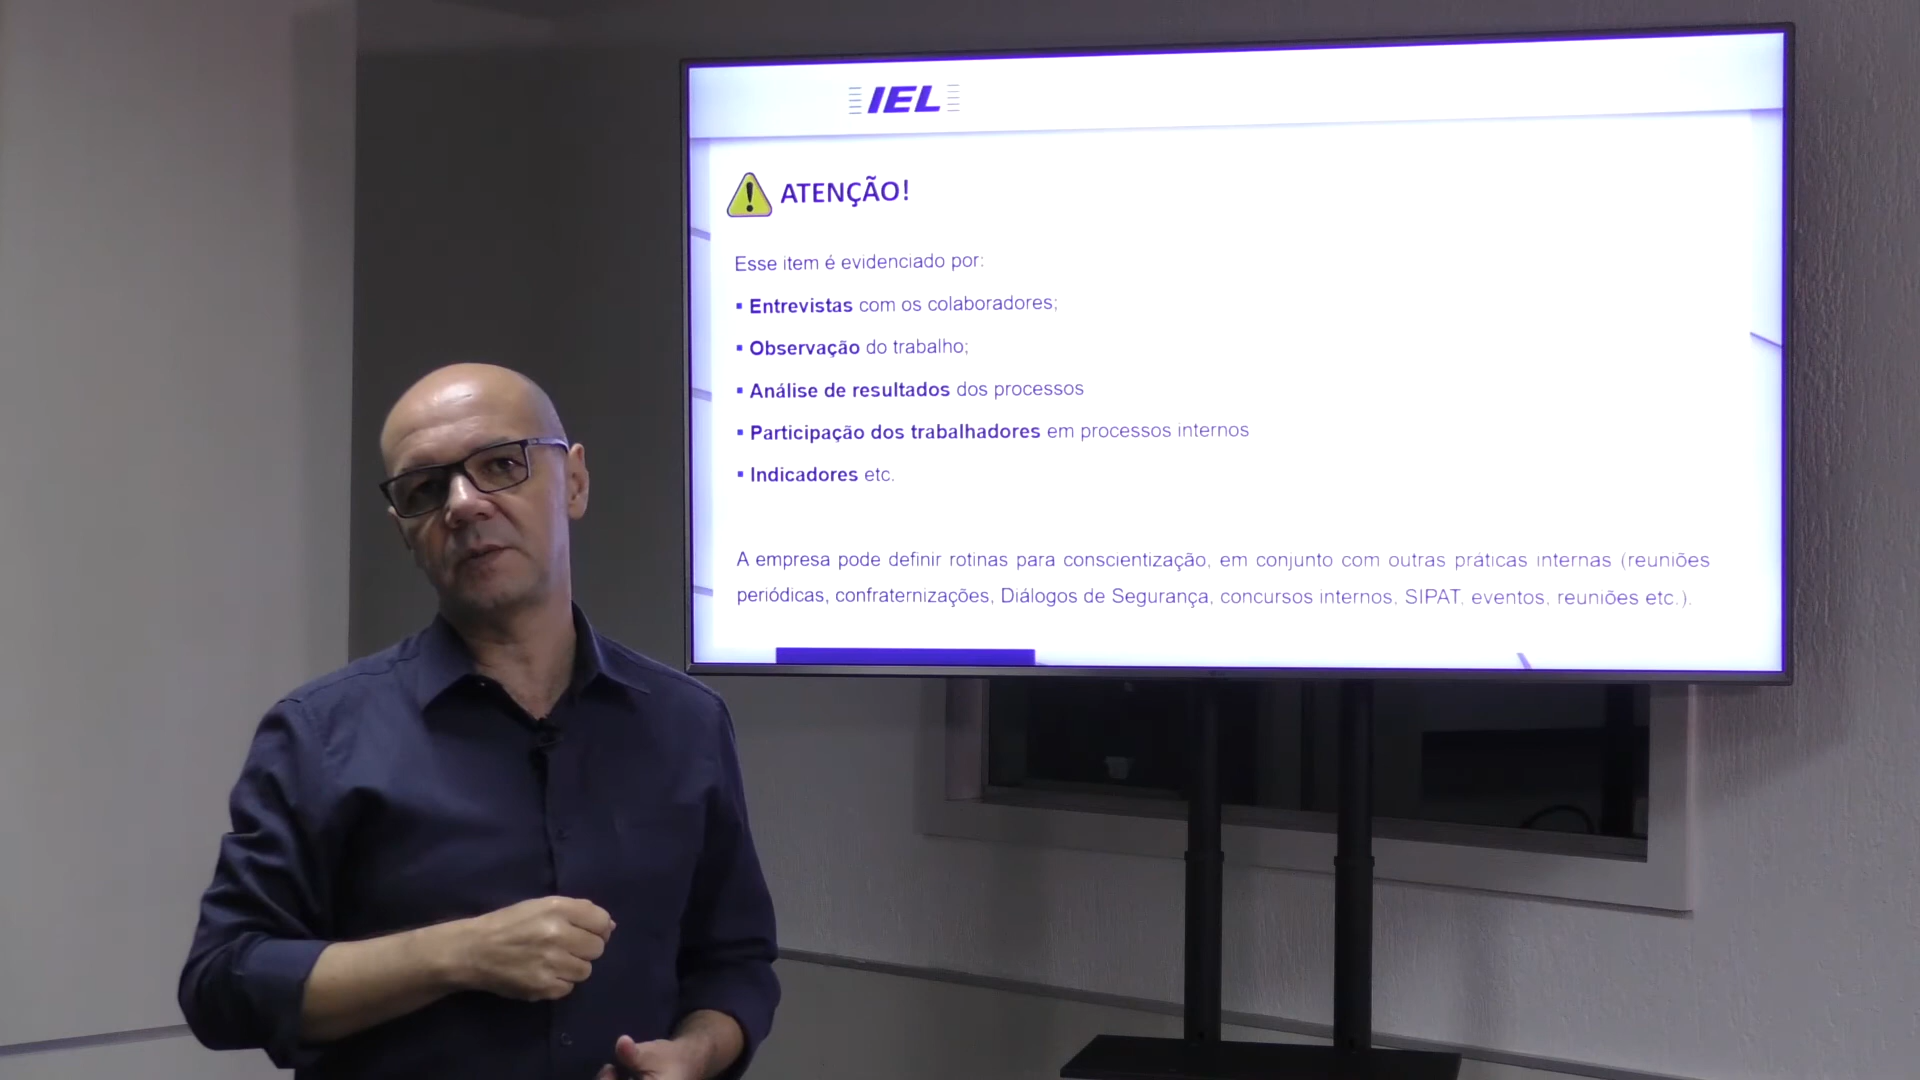 IEL
ATENÇÃO!
Esse item é evidenciado por:
▪ Entrevistas com os colaboradores;
▪ Observação do trabalho;
▪ Análise de resultados dos processos
▪ Participação dos trabalhadores em processos internos
▪ Indicadores etc.
A empresa pode definir rotinas para conscientização, em conjunto com outras práticas internas (reuniões
periódicas, confraternizações, Diálogos de Segurança, concursos internos, SIPAT, eventos, reuniões etc.).